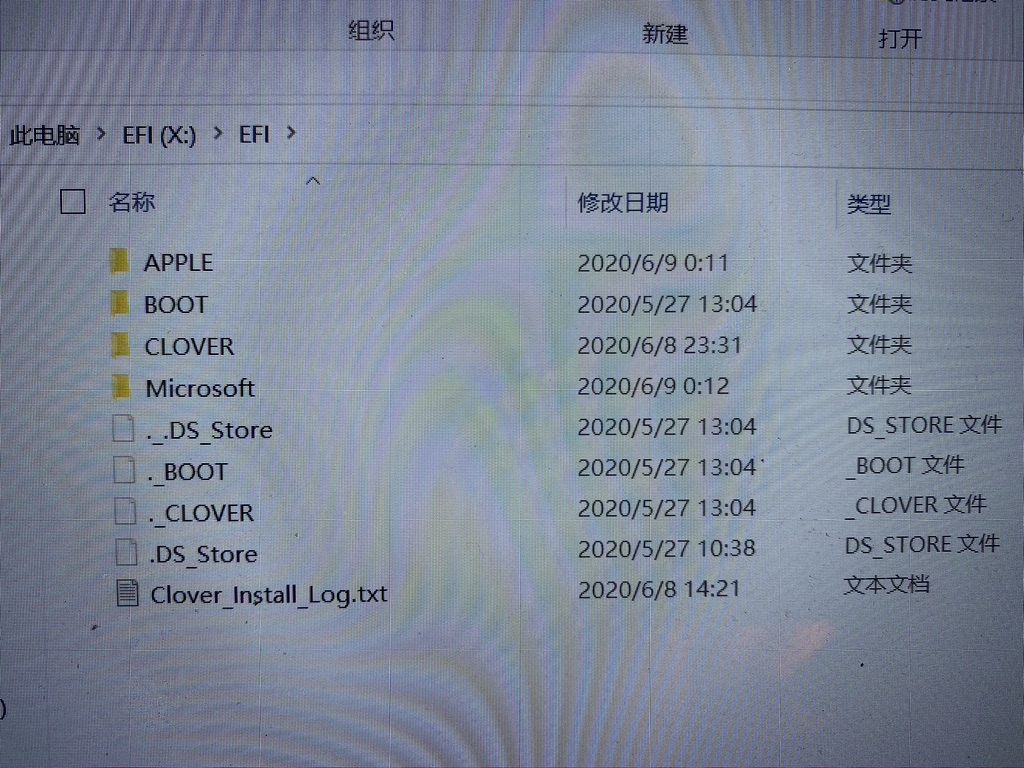 组织 新建 打开
此电脑 > EFI (X:) > EFI >
名称 修改日期 类型
APPLE 2020/6/9 0:11 文件夹
BOOT 2020/5/27 13:04 文件夹
CLOVER 2020/6/8 23:31 文件夹
Microsoft 2020/6/9 0:12 文件夹
._.DS_Store 2020/5/27 13:04 DS_STORE 文件
._BOOT 2020/5/27 13:04 _BOOT 文件
._CLOVER 2020/5/27 13:04 _CLOVER 文件
.DS_Store 2020/5/27 10:38 DS_STORE 文件
Clover_Install_Log.txt 2020/6/8 14:21 文本文档
)